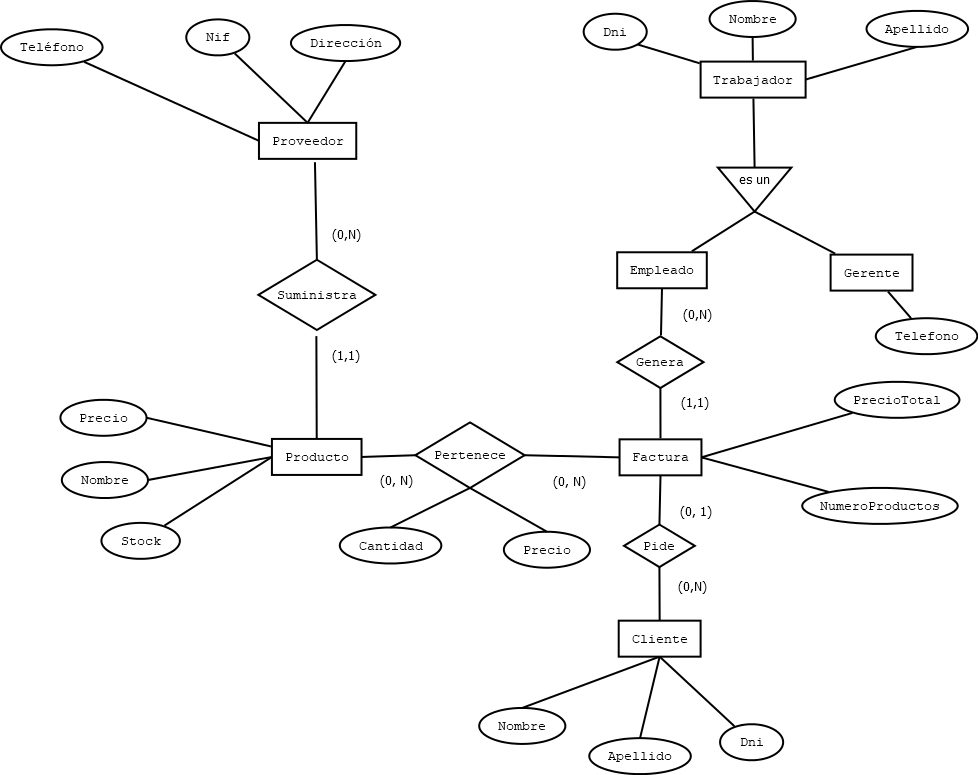 Teléfono
Nif
Dirección
Proveedor
Dni
Nombre
Apellido
Trabajador
es un
(0,N)
Suministra
(1,1)
Empleado
Gerente
Telefono
(0,N)
Genera
(1,1)
Precio
Nombre
Stock
Producto
(0, N)
Pertenece
(0, N)
Cantidad
Precio
Factura
PrecioTotal
NumeroProductos
(0, 1)
Pide
(0,N)
Cliente
Nombre
Apellido
Dni